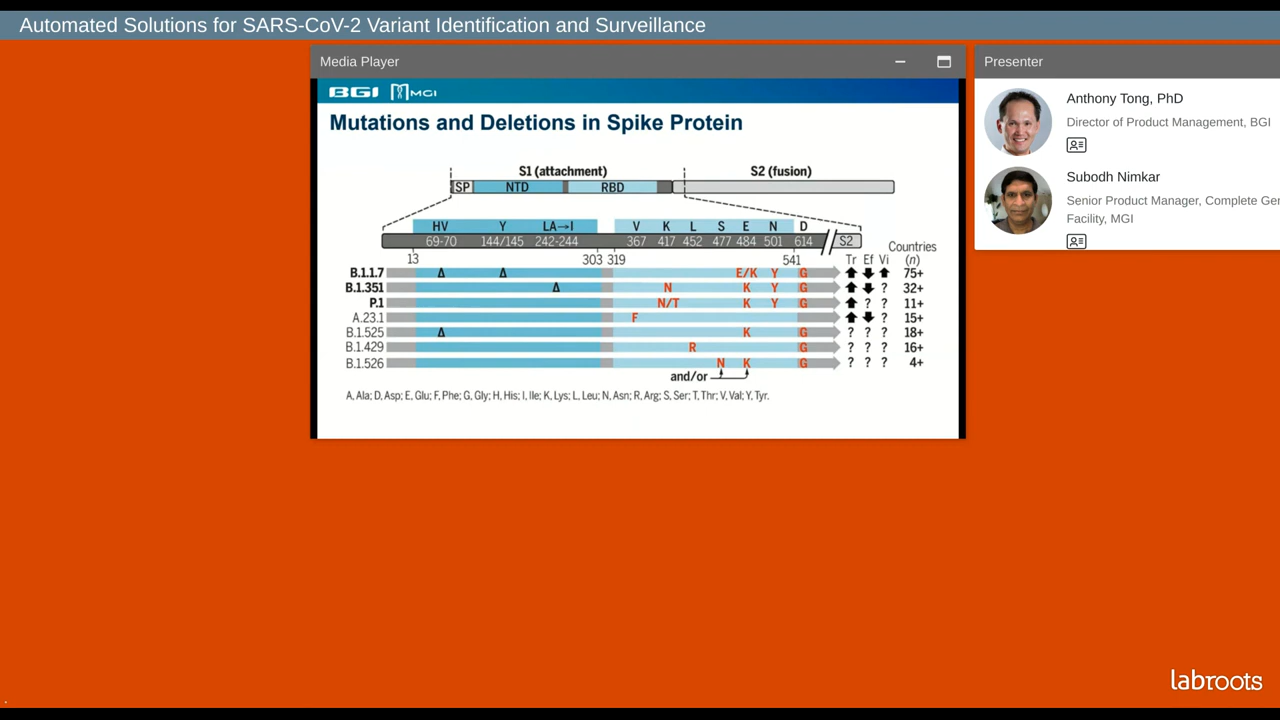 Automated Solutions for SARS-CoV-2 Variant Identification and Surveillance
Media Player
BGI MGI
Mutations and Deletions in Spike Protein
S1 (attachment) S2 (fusion)
SP NTD RBD
HV Y LA→I V K L S E N D
69-70 144/145 242-244 367 417 452 477 484 501 614 S2
Countries
13 303 319 541 Tr Ef Vi (n)
B.1.1.7 Δ Δ E/K Y G 75+
B.1.351 Δ N K Y G ? 32+
P.1 N/T K Y G ? ? 11+
A.23.1 F ? 15+
B.1.525 Δ K G ? ? ? 18+
B.1.429 R G ? ? ? 16+
B.1.526 N K G ? ? ? 4+
and/or
A, Ala; D, Asp; E, Glu; F, Phe; G, Gly; H, His; I, Ile; K, Lys; L, Leu; N, Asn; R, Arg; S, Ser; T, Thr; V, Val; Y, Tyr.
Presenter
Anthony Tong, PhD
Director of Product Management, BGI
Subodh Nimkar
Senior Product Manager, Complete Ger
Facility, MGI
labroots